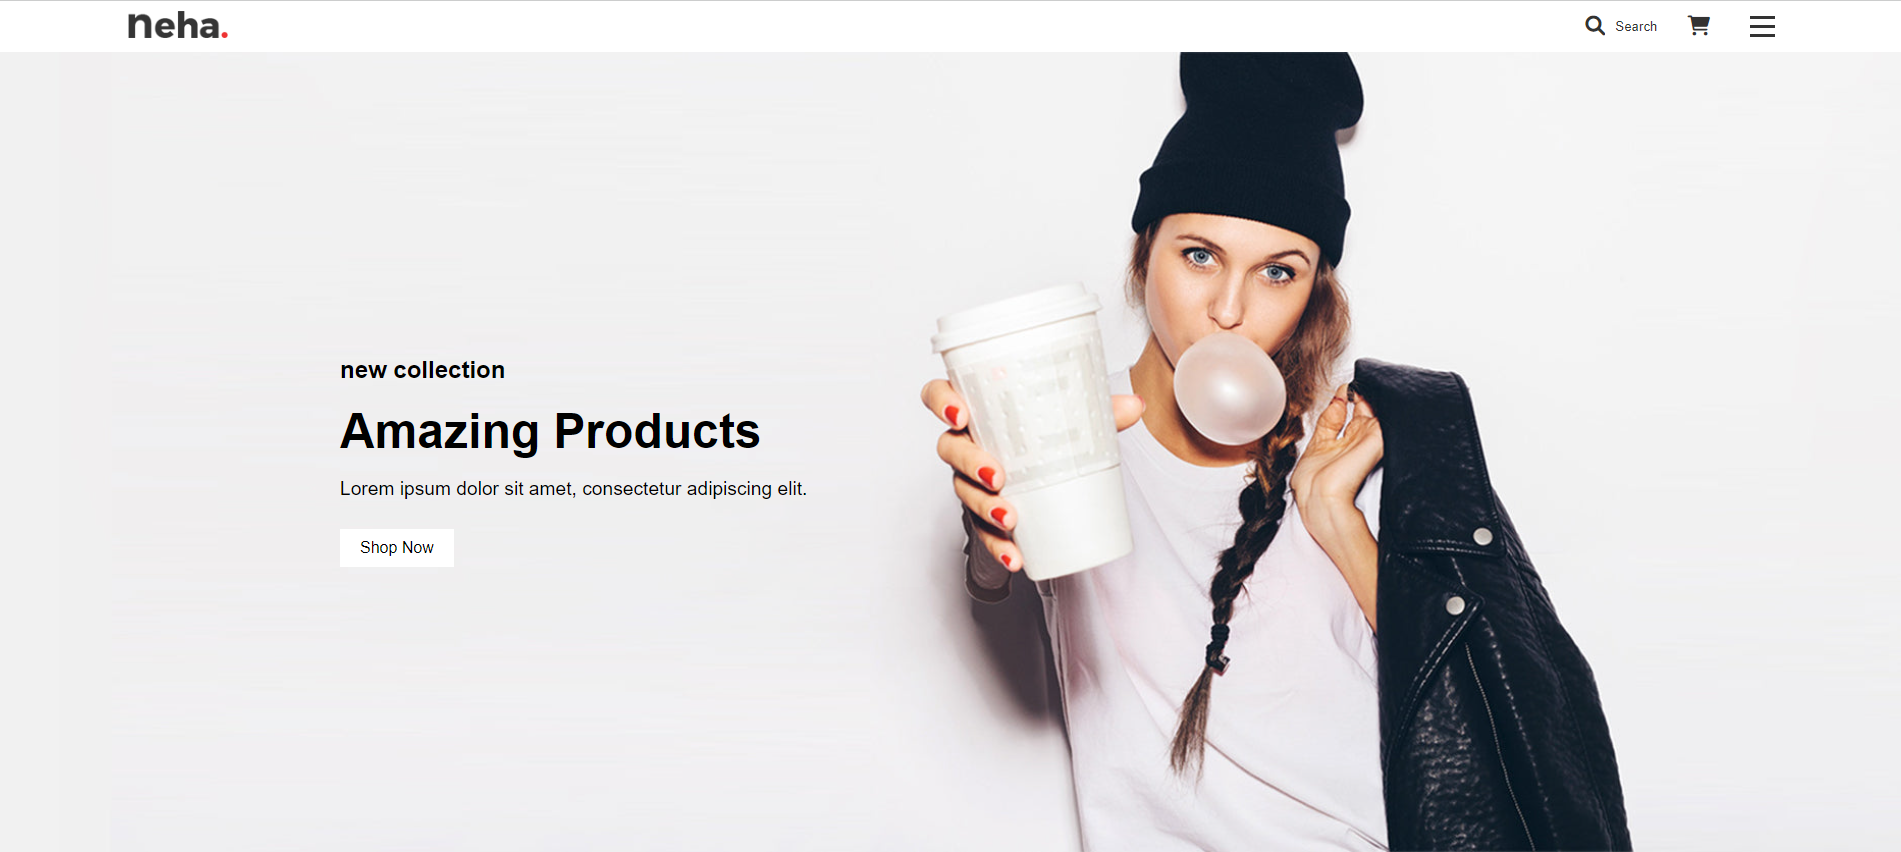 neha.
Search
new collection
Amazing Products
Lorem ipsum dolor sit amet, consectetur adipiscing elit.
Shop Now